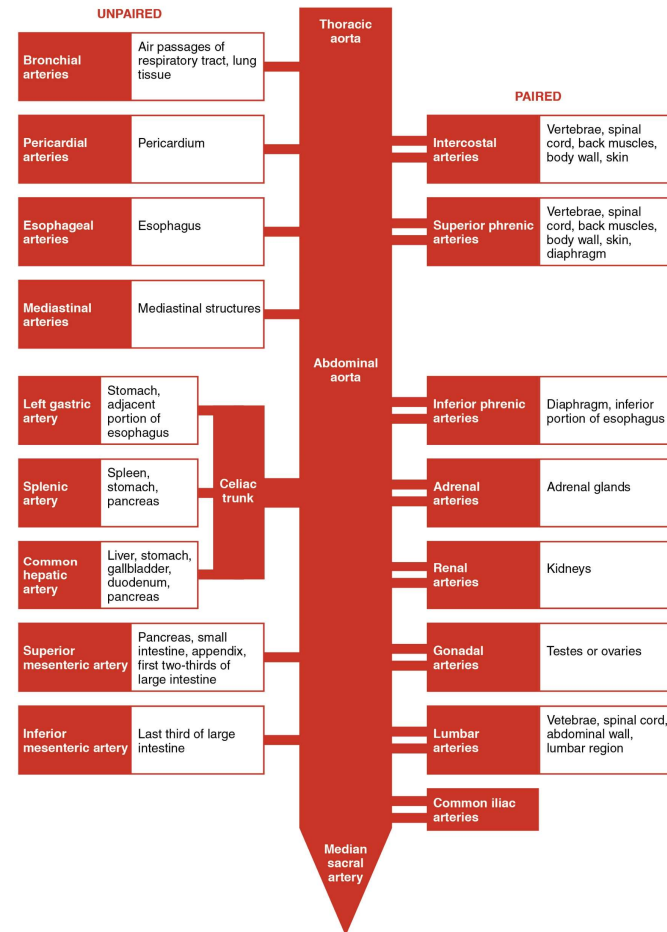 UNPAIRED
Thoracic
aorta
Bronchial
arteries
Air passages of
respiratory tract, lung
tissue
PAIRED
Pericardial
arteries
Pericardium
Intercostal
arteries
Vertebrae, spinal
cord, back muscles,
body wall, skin
Esophageal
arteries
Esophagus
Superior phrenic
arteries
Vertebrae, spinal
cord, back muscles,
body wall, skin,
diaphragm
Mediastinal
arteries
Mediastinal structures
Abdominal
aorta
Left gastric
artery
Stomach,
adjacent
portion of
esophagus
Inferior phrenic
arteries
Diaphragm, inferior
portion of esophagus
Splenic
artery
Spleen,
stomach,
pancreas
Celiac
trunk
Adrenal
arteries
Adrenal glands
Common
hepatic
artery
Liver, stomach,
gallbladder,
duodenum,
pancreas
Renal
arteries
Kidneys
Superior
mesenteric artery
Pancreas, small
intestine, appendix,
first two-thirds of
large intestine
Gonadal
arteries
Testes or ovaries
Inferior
mesenteric artery
Last third of large
intestine
Lumbar
arteries
Vetebrae, spinal cord,
abdominal wall,
lumbar region
Common iliac
arteries
Median
sacral
artery